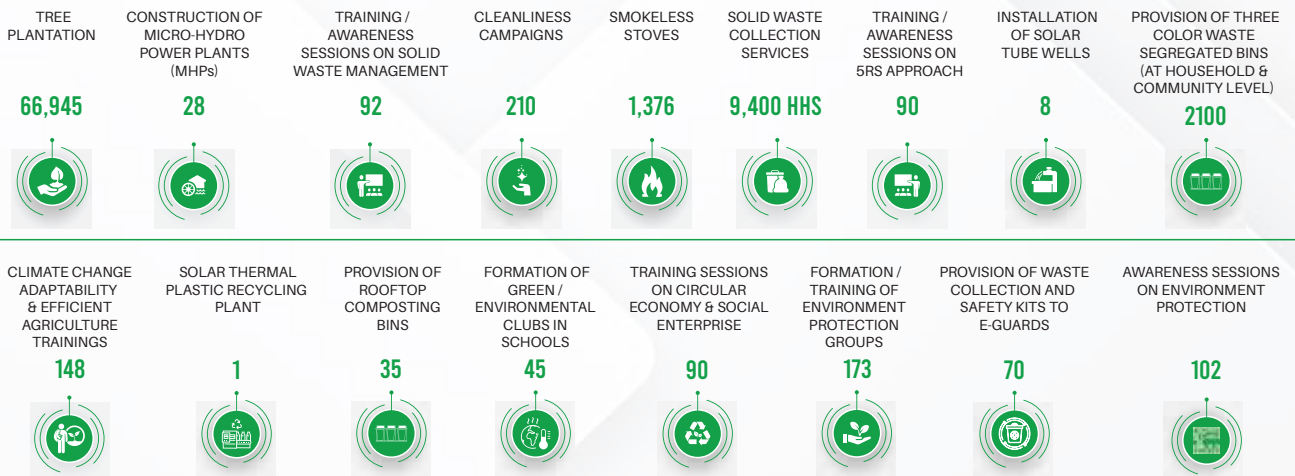 TREE
PLANTATION
66,945
CONSTRUCTION OF
MICRO-HYDRO
POWER PLANTS
(MHPs)
28
TRAINING /
AWARENESS
SESSIONS ON SOLID
WASTE MANAGEMENT
92
CLEANLINESS
CAMPAIGNS
210
SMOKELESS
STOVES
1,376
SOLID WASTE
COLLECTION
SERVICES
9,400 HHS
TRAINING /
AWARENESS
SESSIONS ON
5RS APPROACH
90
INSTALLATION
OF SOLAR
TUBE WELLS
8
PROVISION OF THREE
COLOR WASTE
SEGREGATED BINS
(AT HOUSEHOLD &
COMMUNITY LEVEL)
2100
CLIMATE CHANGE
ADAPTABILITY
& EFFICIENT
AGRICULTURE
TRAININGS
148
SOLAR THERMAL
PLASTIC RECYCLING
PLANT
1
PROVISION OF
ROOFTOP
COMPOSTING
BINS
35
FORMATION OF
GREEN /
ENVIRONMENTAL
CLUBS IN
SCHOOLS
45
TRAINING SESSIONS
ON CIRCULAR
ECONOMY & SOCIAL
ENTERPRISE
90
FORMATION /
TRAINING OF
ENVIRONMENT
PROTECTION
GROUPS
173
PROVISION OF WASTE
COLLECTION AND
SAFETY KITS TO
E-GUARDS
70
AWARENESS SESSIONS
ON ENVIRONMENT
PROTECTION
102